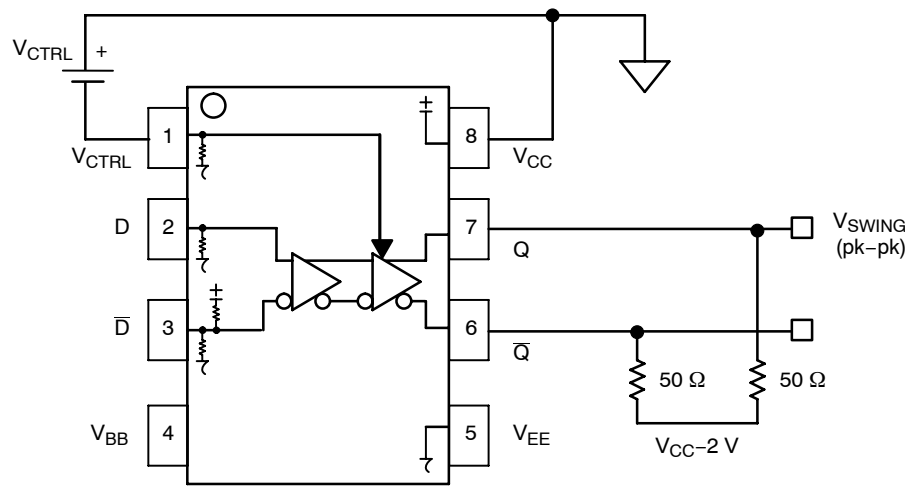 V_CTRL +
1
8
V_CTRL
V_CC
D
2
7
Q
V_SWING
(pk−pk)
D̅
3
6
Q̅
50 Ω
50 Ω
V_BB
4
5
V_EE
V_CC−2 V